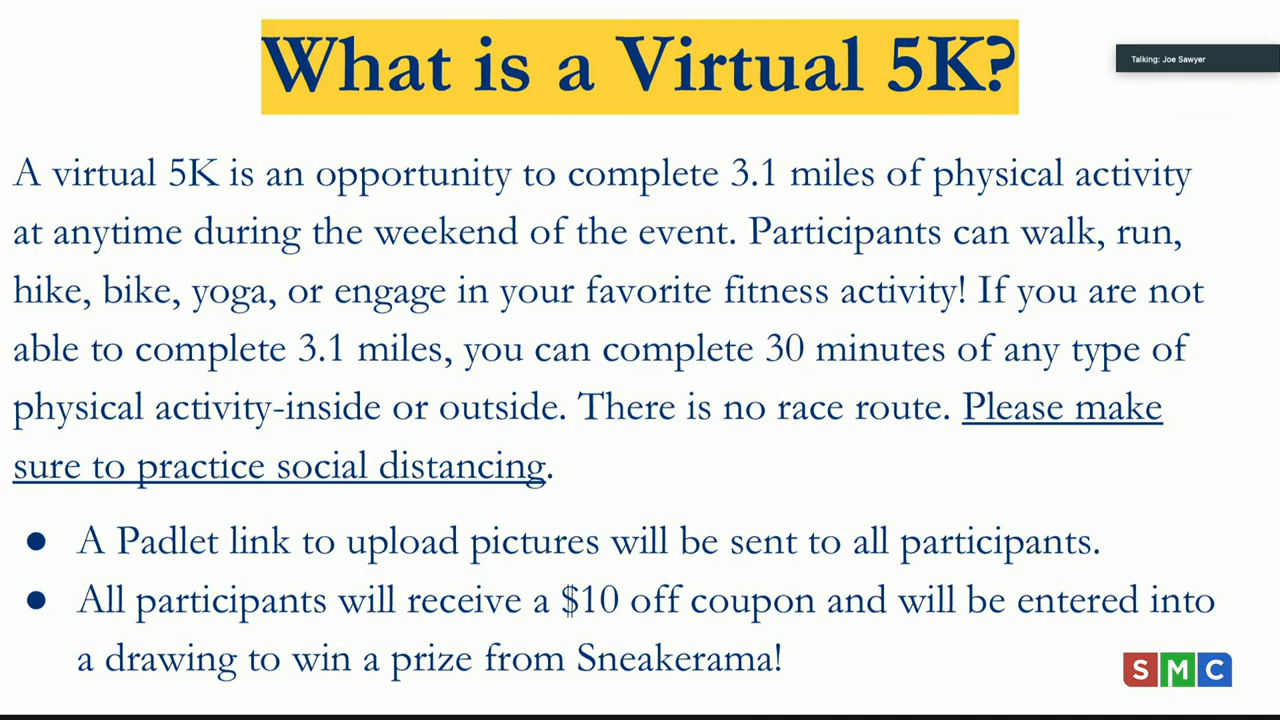 What is a Virtual 5K?
Talking: Joe Sawyer
A virtual 5K is an opportunity to complete 3.1 miles of physical activity
at anytime during the weekend of the event. Participants can walk, run,
hike, bike, yoga, or engage in your favorite fitness activity! If you are not
able to complete 3.1 miles, you can complete 30 minutes of any type of
physical activity-inside or outside. There is no race route. Please make
sure to practice social distancing.
● A Padlet link to upload pictures will be sent to all participants.
● All participants will receive a $10 off coupon and will be entered into
a drawing to win a prize from Sneakerama!
SMC